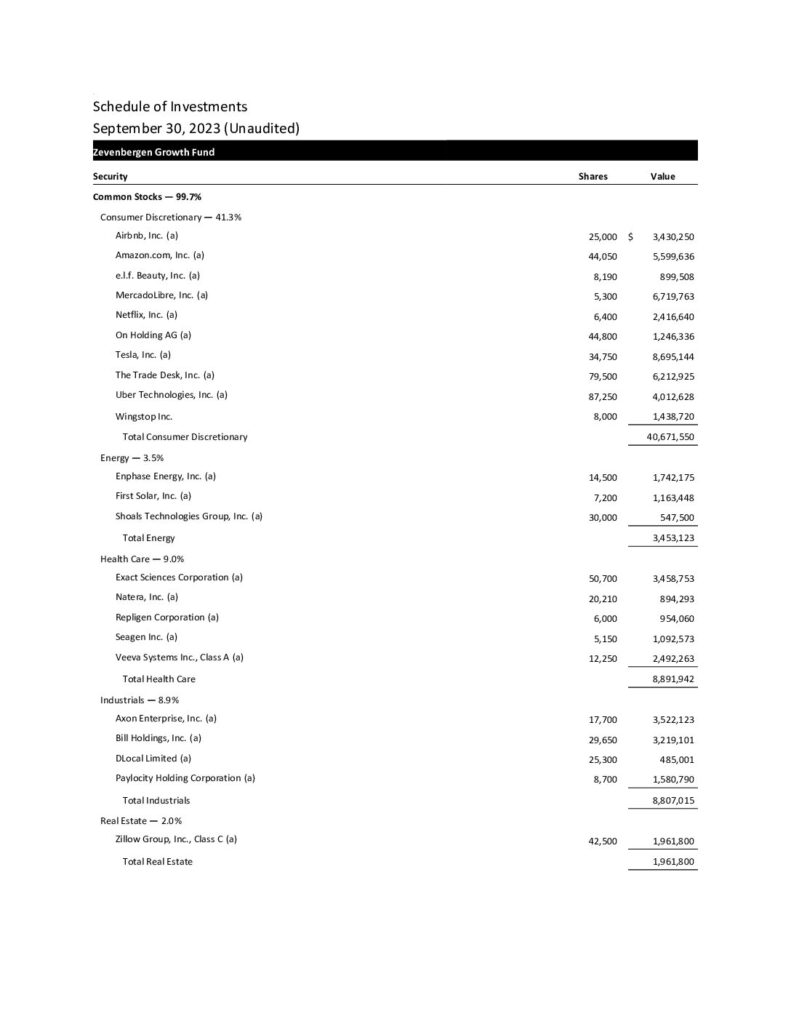 Schedule of Investments
September 30, 2023 (Unaudited)
Zevenbergen Growth Fund
Security Shares Value
Common Stocks — 99.7%
Consumer Discretionary — 41.3%
Airbnb, Inc. (a) 25,000 $ 3,430,250
Amazon.com, Inc. (a) 44,050 5,599,636
e.l.f. Beauty, Inc. (a) 8,190 899,508
MercadoLibre, Inc. (a) 5,300 6,719,763
Netflix, Inc. (a) 6,400 2,416,640
On Holding AG (a) 44,800 1,246,336
Tesla, Inc. (a) 34,750 8,695,144
The Trade Desk, Inc. (a) 79,500 6,212,925
Uber Technologies, Inc. (a) 87,250 4,012,628
Wingstop Inc. 8,000 1,438,720
Total Consumer Discretionary 40,671,550
Energy — 3.5%
Enphase Energy, Inc. (a) 14,500 1,742,175
First Solar, Inc. (a) 7,200 1,163,448
Shoals Technologies Group, Inc. (a) 30,000 547,500
Total Energy 3,453,123
Health Care — 9.0%
Exact Sciences Corporation (a) 50,700 3,458,753
Natera, Inc. (a) 20,210 894,293
Repligen Corporation (a) 6,000 954,060
Seagen Inc. (a) 5,150 1,092,573
Veeva Systems Inc., Class A (a) 12,250 2,492,263
Total Health Care 8,891,942
Industrials — 8.9%
Axon Enterprise, Inc. (a) 17,700 3,522,123
Bill Holdings, Inc. (a) 29,650 3,219,101
DLocal Limited (a) 25,300 485,001
Paylocity Holding Corporation (a) 8,700 1,580,790
Total Industrials 8,807,015
Real Estate — 2.0%
Zillow Group, Inc., Class C (a) 42,500 1,961,800
Total Real Estate 1,961,800